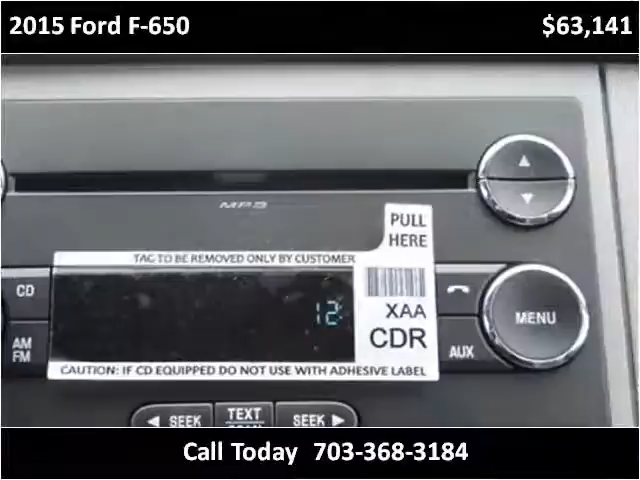 2015 Ford F-650 $63,141
MP3
PULL
HERE
TAG TO BE REMOVED ONLY BY CUSTOMER
CD
XAA
CDR
12
MENU
AM
FM
AUX
CAUTION: IF CD EQUIPPED DO NOT USE WITH ADHESIVE LABEL
SEEK
TEXT
SEEK
Call Today 703-368-3184